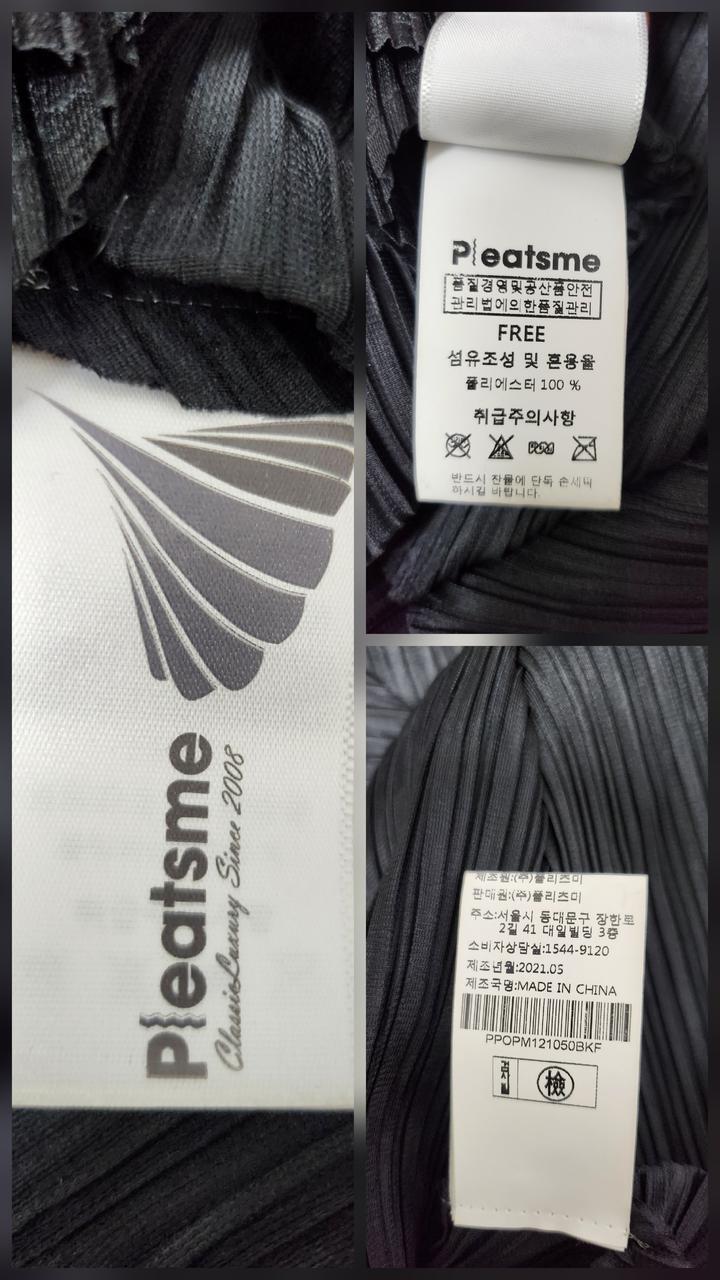 Pleatsme
Classic Luxury Since 2008
Pleatsme
품질경영및공산품안전
관리법에의한품질관리
FREE
섬유조성 및 혼용율
폴리에스터 100 %
취급주의사항
반드시 찬물에 단독 손세탁
하시길 바랍니다.
제조원:(주)플리츠미
판매원:(주)플리츠미
주소:서울시 동대문구 장한로
2길 41 대일빌딩 3층
소비자상담실:1544-9120
제조년월:2021.05
제조국명:MADE IN CHINA
PPOPM121050BKF
검사필
檢